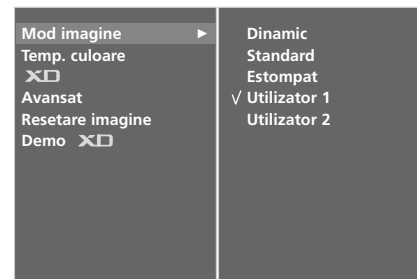 Mod imagine ►
Temp. culoare
XD
Avansat
Resetare imagine
Demo XD
Dinamic
Standard
Estompat
√ Utilizator 1
Utilizator 2